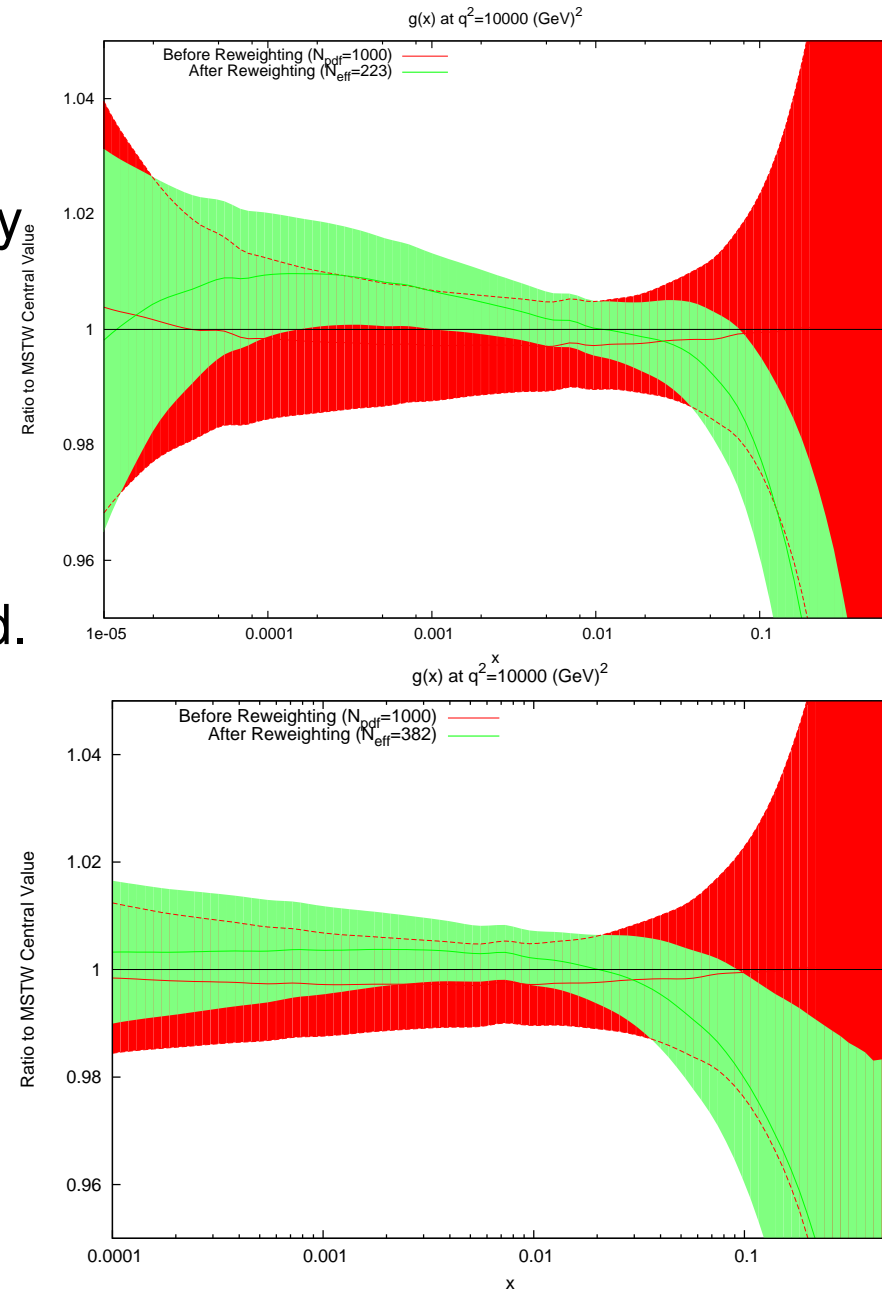 g(x) at q²=10000 (GeV)²
Before Reweighting (N_pdf=1000)
After Reweighting (N_eff=223)
1.04
1.02
1
0.98
0.96
Ratio to MSTW Central Value
y
d.
1e-05 0.0001 0.001 0.01 0.1
x
g(x) at q²=10000 (GeV)²
Before Reweighting (N_pdf=1000)
After Reweighting (N_eff=382)
1.04
1.02
1
0.98
0.96
Ratio to MSTW Central Value
0.0001 0.001 0.01 0.1
x